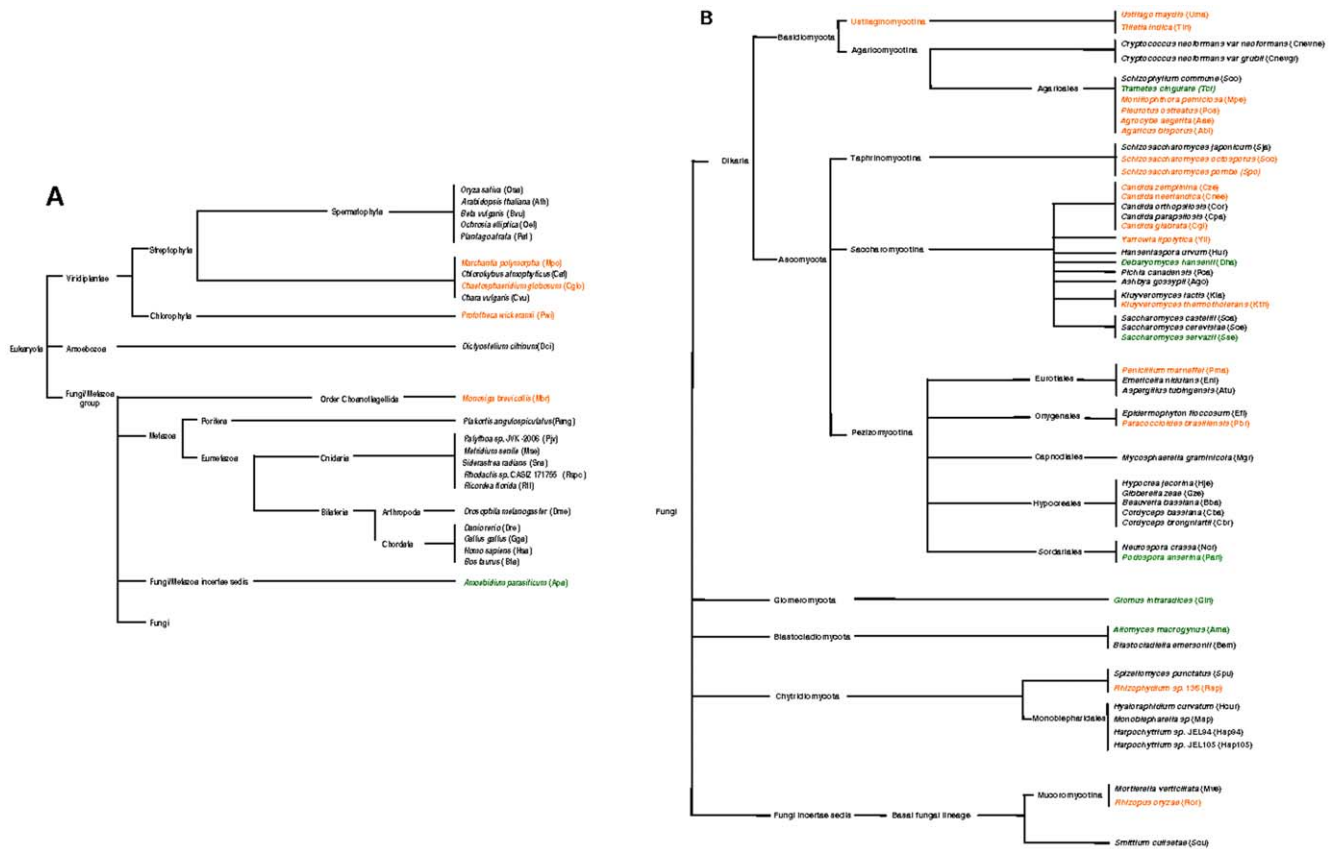 A
Oryza sativa (Osa)
Arabidopsis thaliana (Ath)
Spermatophyta
Beta vulgaris (Bvu)
Ochrosia elliptica (Oel)
Plantago atrata
Streptophyta
Marchantia polymorpha (Mpo)
Viridiplantae
Chlorokybus atmophyticus (Cat)
Chaetosphaeridium globosum (Cglo)
Chara vulgaris (Cvu)
Chlorophyta
Prototheca wickeramii (Pwi)
Eukaryota
Amoebozoa
Dictyostelium citrinum(Dci)
Fungi/Metazoa
group
Order Choanoflagellida
Monosiga brevicollis (Mbr)
Porifera
Plakortis angulospiculatus(Pang)
Metazoa
Eumetazoa
Cnidaria
Palythoa sp. JVK -2006 (Pjv)
Metridium senile (Mse)
Siderastrea radians (Sra)
Rhodactis sp. CASIZ 171755 (Rspc)
Ricordea florida (Rfl)
Bilateria
Arthropoda
Drosophila melanogaster (Dme)
Chordata
Danio rerio (Dre)
Gallus gallus (Gga)
Homo sapiens (Hsa)
Bos taurus (Bta)
Fungi/Metazoa incertae sedis
Amoebidium parasiticum (Apa)
Fungi
B
Ustilaginomycotina
Ustilago maydis (Uma)
Tilletia indica (Tin)
Basidiomycota
Agaricomycotina
Cryptococcus neoformans var neoformans (Cnevne)
Cryptococcus neoformans var grubii (Cnevgr)
Agaricales
Schizophyllum commune (Sco)
Trametes cingulata (Tci)
Moniliophthora perniciosa (Mpe)
Pleurotus ostreatus (Pos)
Agrocybe aegerita (Aae)
Agaricus bisporus (Abi)
Dikaria
Taphrinomycotina
Schizosaccharomyces japonicum (Sja)
Schizosaccharomyces octosporus (Soc)
Schizosaccharomyces pombe (Spo)
Candida zemplinina (Cze)
Candida neerlandica (Cnee)
Candida orthopsilosis (Cor)
Candida parapsilosis (Cpa)
Candida glabrata (Cgl)
Yarrowia lipolytica (Yli)
Ascomycota
Saccharomycotina
Hanseniaspora uvarum (Huv)
Debaryomyces hansenii (Dha)
Pichia canadensis (Pca)
Ashbya gossypii (Ago)
Kluyveromyces lactis (Kla)
Kluyveromyces thermotholerans (Kth)
Saccharomyces castellii (Sca)
Saccharomyces cerevisiae (Sce)
Saccharomyces servazii (Sse)
Pezizomycotina
Eurotiales
Penicillium marneffei (Pma)
Emericella nidulans (Eni)
Aspergillus tubingensis (Atu)
Onygenales
Epidermophyton floccosum (Efl)
Paracoccioides brasiliensis (Pbr)
Capnodiales
Mycosphaerella graminicola (Mgr)
Hypocreales
Hypocrea jecorina (Hje)
Gibberella zeae (Gze)
Beauveria bassiana (Bba)
Cordyceps bassiana (Cba)
Cordyceps brongniartii (Cbr)
Sordariales
Neurospora crassa (Ncr)
Podospora anserina (Pan)
Fungi
Glomeromycota
Glomus intraradices (Gin)
Blastocladiomycota
Allomyces macrogynus (Ama)
Blastocladiella emersonii (Bem)
Chytridiomycota
Spizellomyces punctatus (Spu)
Rhizophydium sp. 136 (Rsp)
Monoblepharidales
Hyaloraphidium curvatum (Hcur)
Monoblepharella sp (Msp)
Harpochytrium sp. JEL94 (Hsp94)
Harpochytrium sp. JEL105 (Hsp105)
Fungi incertae sedis
Basal fungal lineage
Mucoromycotina
Mortierella verticillata (Mve)
Rhizopus oryzae (Ror)
Smittium culisetae (Scu)